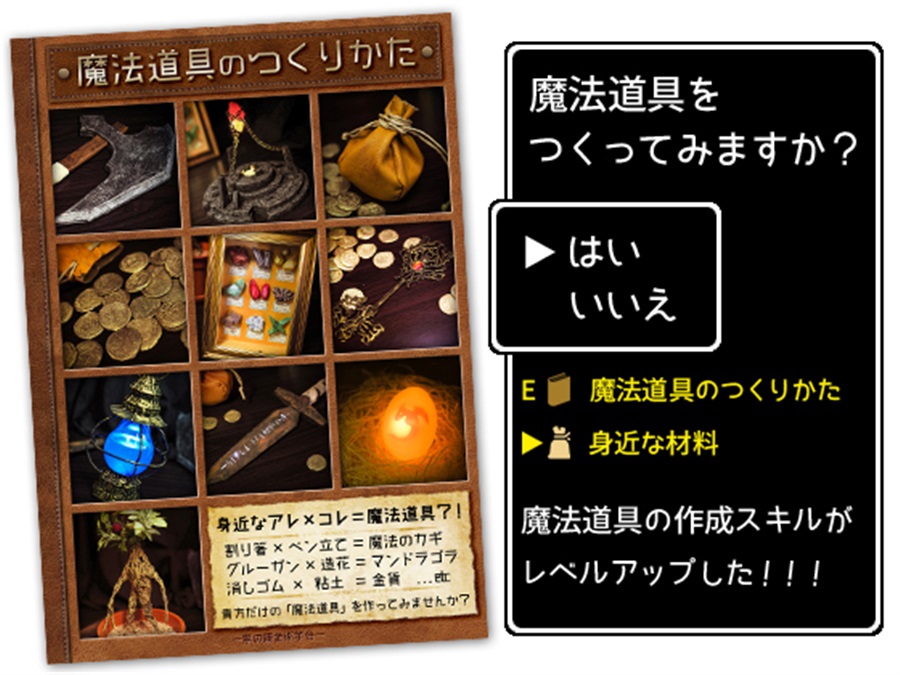 魔法道具のつくりかた
身近なアレ×コレ＝魔法道具？！
割り箸 × ペン立て ＝ 魔法のカギ
グルーガン × 造花 ＝ マンドラゴラ
消しゴム × 粘土 ＝ 金貨 …etc
貴方だけの「魔法道具」を作ってみませんか？
魔法道具を
つくってみますか？
▶ はい
いいえ
E 魔法道具のつくりかた
▶ 身近な材料
魔法道具の作成スキルが
レベルアップした！！！